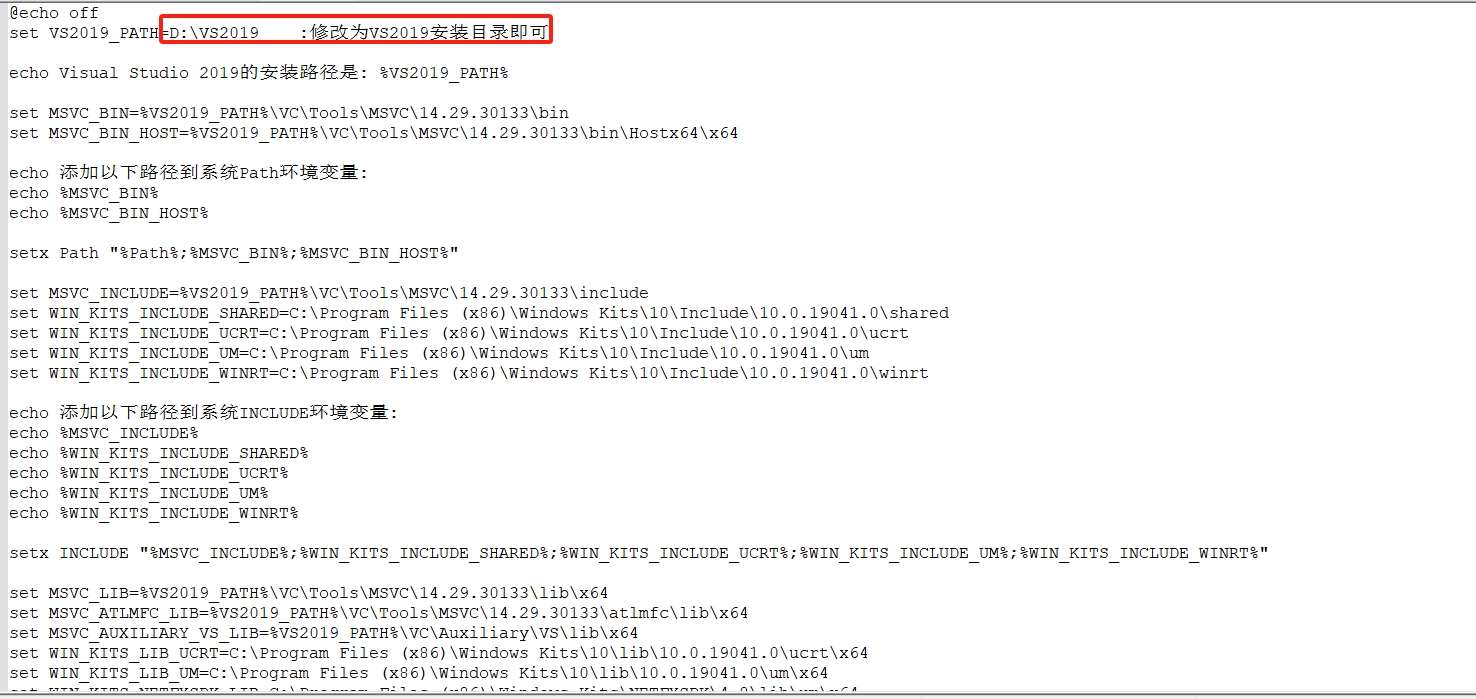 @echo off
set VS2019_PATH=D:\VS2019    :修改为VS2019安装目录即可
echo Visual Studio 2019的安装路径是: %VS2019_PATH%
set MSVC_BIN=%VS2019_PATH%\VC\Tools\MSVC\14.29.30133\bin
set MSVC_BIN_HOST=%VS2019_PATH%\VC\Tools\MSVC\14.29.30133\bin\Hostx64\x64
echo 添加以下路径到系统Path环境变量:
echo %MSVC_BIN%
echo %MSVC_BIN_HOST%
setx Path "%Path%;%MSVC_BIN%;%MSVC_BIN_HOST%"
set MSVC_INCLUDE=%VS2019_PATH%\VC\Tools\MSVC\14.29.30133\include
set WIN_KITS_INCLUDE_SHARED=C:\Program Files (x86)\Windows Kits\10\Include\10.0.19041.0\shared
set WIN_KITS_INCLUDE_UCRT=C:\Program Files (x86)\Windows Kits\10\Include\10.0.19041.0\ucrt
set WIN_KITS_INCLUDE_UM=C:\Program Files (x86)\Windows Kits\10\Include\10.0.19041.0\um
set WIN_KITS_INCLUDE_WINRT=C:\Program Files (x86)\Windows Kits\10\Include\10.0.19041.0\winrt
echo 添加以下路径到系统INCLUDE环境变量:
echo %MSVC_INCLUDE%
echo %WIN_KITS_INCLUDE_SHARED%
echo %WIN_KITS_INCLUDE_UCRT%
echo %WIN_KITS_INCLUDE_UM%
echo %WIN_KITS_INCLUDE_WINRT%
setx INCLUDE "%MSVC_INCLUDE%;%WIN_KITS_INCLUDE_SHARED%;%WIN_KITS_INCLUDE_UCRT%;%WIN_KITS_INCLUDE_UM%;%WIN_KITS_INCLUDE_WINRT%"
set MSVC_LIB=%VS2019_PATH%\VC\Tools\MSVC\14.29.30133\lib\x64
set MSVC_ATLMFC_LIB=%VS2019_PATH%\VC\Tools\MSVC\14.29.30133\atlmfc\lib\x64
set MSVC_AUXILIARY_VS_LIB=%VS2019_PATH%\VC\Auxiliary\VS\lib\x64
set WIN_KITS_LIB_UCRT=C:\Program Files (x86)\Windows Kits\10\lib\10.0.19041.0\ucrt\x64
set WIN_KITS_LIB_UM=C:\Program Files (x86)\Windows Kits\10\lib\10.0.19041.0\um\x64